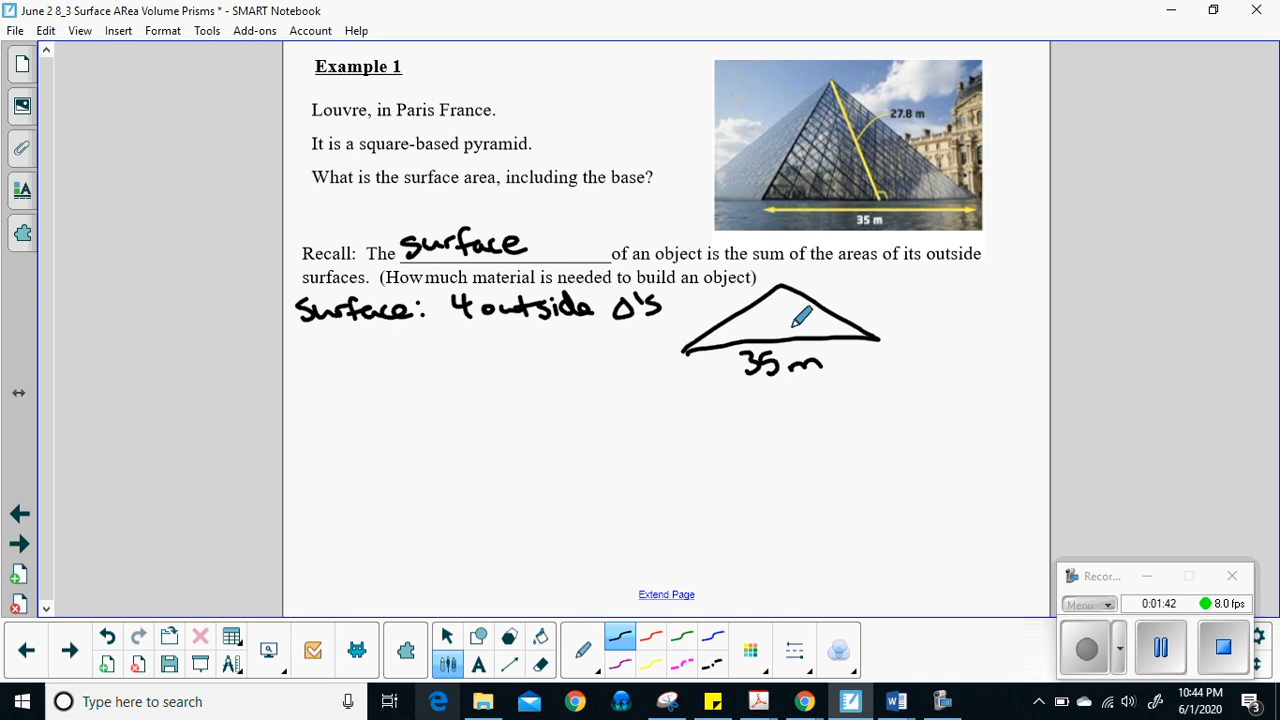 June 2 8_3 Surface ARea Volume Prisms * - SMART Notebook
File Edit View Insert Format Tools Add-ons Account Help
Example 1
Louvre, in Paris France.
It is a square-based pyramid.
What is the surface area, including the base?
27.8 m
35 m
Recall: The surface of an object is the sum of the areas of its outside
surfaces. (How much material is needed to build an object)
Surface: 4 outside Δ's
35 m
Extend Page
Recor...
Menu
0:01:42
8.0 fps
A
Type here to search
10:44 PM
6/1/2020
3